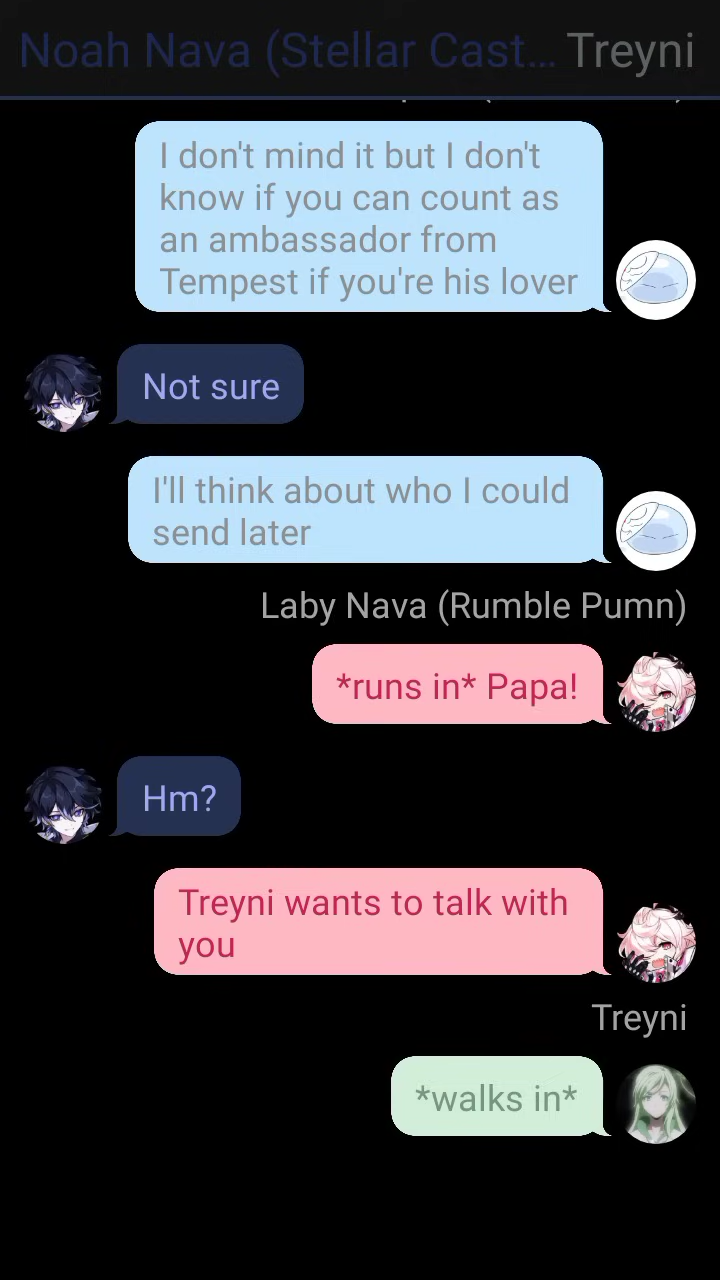 Noah Nava (Stellar Cast... Treyni
I don't mind it but I don't
know if you can count as
an ambassador from
Tempest if you're his lover
Not sure
I'll think about who I could
send later
Laby Nava (Rumble Pumn)
*runs in* Papa!
Hm?
Treyni wants to talk with
you
Treyni
*walks in*